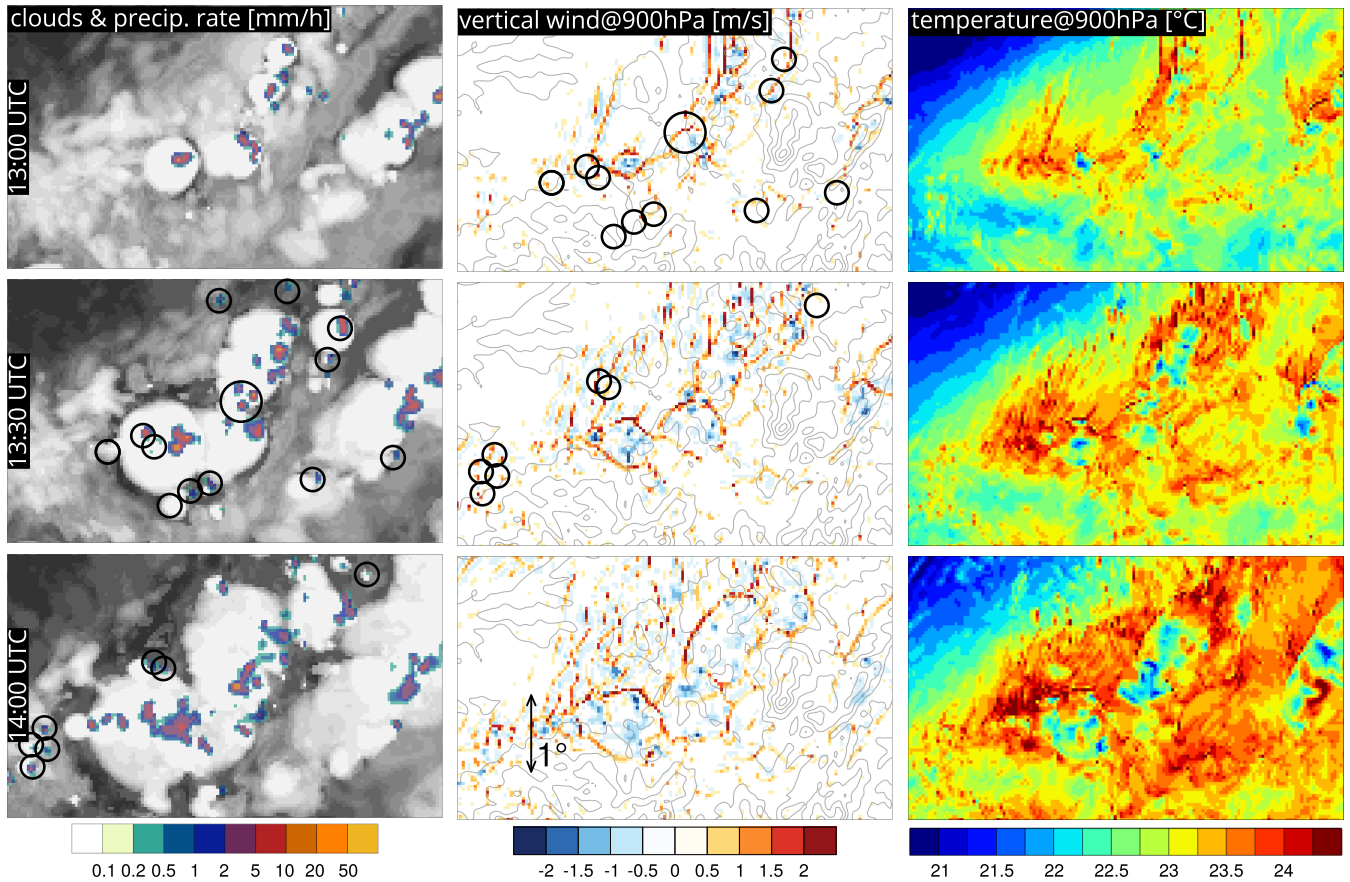 clouds & precip. rate [mm/h]
vertical wind@900hPa [m/s]
temperature@900hPa [°C]
13:00 UTC
13:30 UTC
14:00 UTC
1°
0.1 0.2 0.5 1 2 5 10 20 50
-2 -1.5 -1 -0.5 0 0.5 1 1.5 2
21 21.5 22 22.5 23 23.5 24